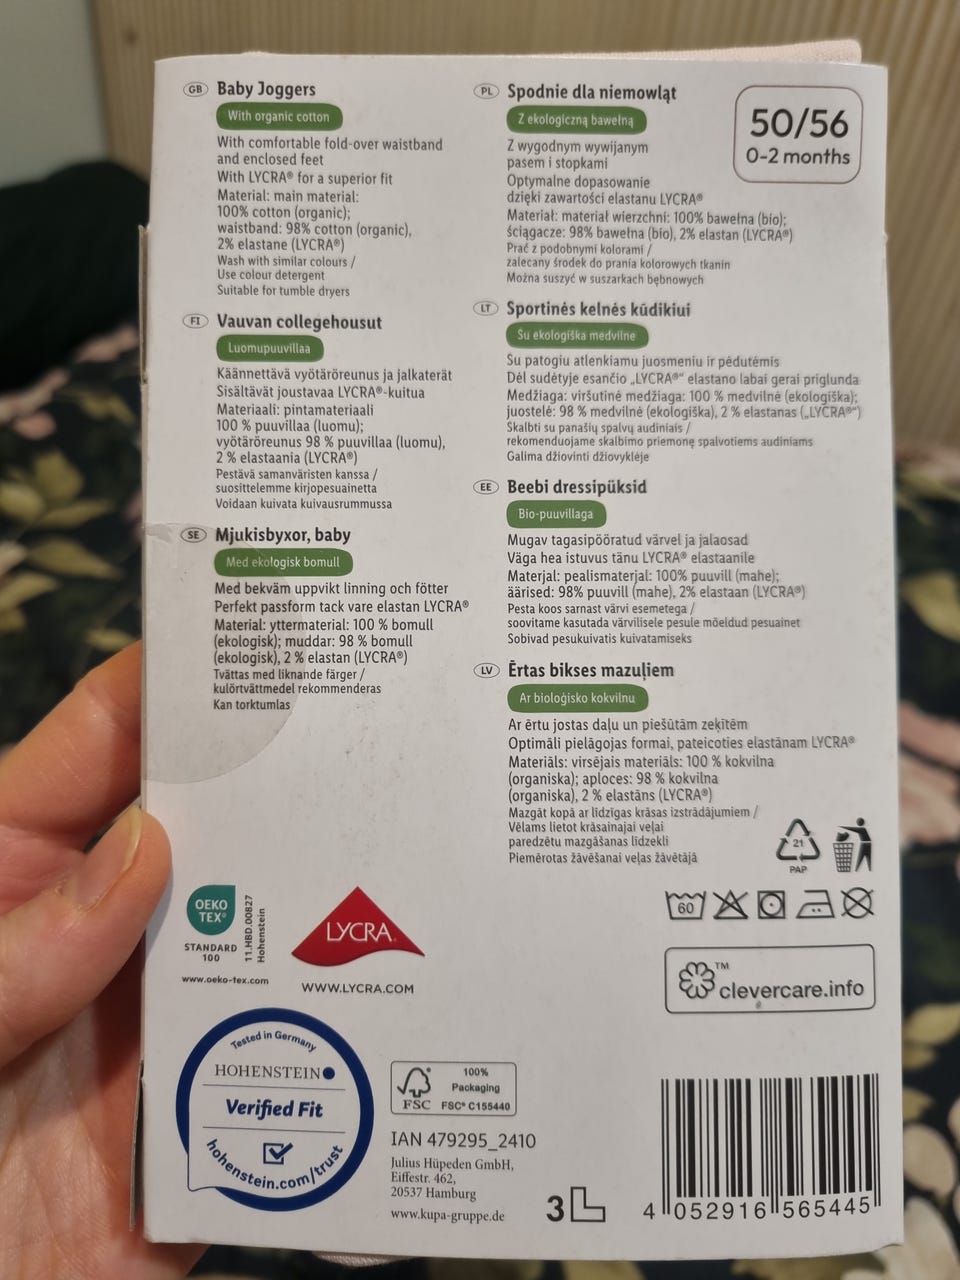 GB Baby Joggers
With organic cotton
With comfortable fold-over waistband
and enclosed feet
With LYCRA® for a superior fit
Material: main material:
100% cotton (organic);
waistband: 98% cotton (organic),
2% elastane (LYCRA®)
Wash with similar colours /
Use colour detergent
Suitable for tumble dryers
FI Vauvan collegehousut
Luomupuuvillaa
Käännettävä vyötäröreunus ja jalkaterät
Sisältävät joustavaa LYCRA®-kuitua
Materiaali: pintamateriaali
100 % puuvillaa (luomu);
vyötäröreunus 98 % puuvillaa (luomu),
2 % elastaania (LYCRA®)
Pestävä samanväristen kanssa /
suosittelemme kirjopesuainetta
Voidaan kuivata kuivausrummussa
SE Mjukisbyxor, baby
Med ekologisk bomull
Med bekväm uppvikt linning och fötter
Perfekt passform tack vare elastan LYCRA®
Material: yttermaterial: 100 % bomull
(ekologisk); muddar: 98 % bomull
(ekologisk), 2 % elastan (LYCRA®)
Tvättas med liknande färger /
kulörtvättmedel rekommenderas
Kan torktumlas
PL Spodnie dla niemowląt
Z ekologiczną bawełną
Z wygodnym wywijanym
pasem i stopkami
Optymalne dopasowanie
dzięki zawartości elastanu LYCRA®
Materiał: materiał wierzchni: 100% bawełna (bio);
ściągacze: 98% bawełna (bio), 2% elastan (LYCRA®)
Prać z podobnymi kolorami /
zalecany środek do prania kolorowych tkanin
Można suszyć w suszarkach bębnowych
50/56
0-2 months
LT Sportinės kelnės kūdikiui
Su ekologiška medvilne
Su patogiu atlenkiamu juosmeniu ir pėdutėmis
Dėl sudėtyje esančio „LYCRA®“ elastano labai gerai priglunda
Medžiaga: viršutinė medžiaga: 100 % medvilnė (ekologiška);
juostelė: 98 % medvilnė (ekologiška), 2 % elastanas („LYCRA®“)
Skalbti su panašių spalvų audiniais /
rekomenduojame skalbimo priemonę spalvotiems audiniams
Galima džiovinti džiovyklėje
EE Beebi dressipüksid
Bio-puuvillaga
Mugav tagasipööratud värvel ja jalaosad
Väga hea istuvus tänu LYCRA® elastaanile
Materjal: pealismaterjal: 100% puuvill (mahe);
äärised: 98% puuvill (mahe), 2% elastaan (LYCRA®)
Pesta koos sarnast värvi esemetega /
soovitame kasutada värvilisele pesule mõeldud pesuainet
Sobivad pesukuivatis kuivatamiseks
LV Ērtas bikses mazuļiem
Ar bioloģisko kokvilnu
Ar ērtu jostas daļu un piešūtām zeķītēm
Optimāli pielāgojas formai, pateicoties elastānam LYCRA®
Materiāls: virsējais materiāls: 100 % kokvilna
(organiska); aploces: 98 % kokvilna
(organiska), 2 % elastāns (LYCRA®)
Mazgāt kopā ar līdzīgas krāsas izstrādājumiem /
Vēlams lietot krāsainajai veļai
paredzētu mazgāšanas līdzekli
Piemērotas žāvēšanai veļas žāvētājā
21
PAP
60
™
clevercare.info
OEKO
TEX®
STANDARD
100
11.HBD.00827
Hohenstein
www.oeko-tex.com
LYCRA®
WWW.LYCRA.COM
Tested in Germany
HOHENSTEIN
Verified Fit
hohenstein.com/trust
FSC
100%
Packaging
FSC® C155440
IAN 479295_2410
Julius Hüpeden GmbH,
Eiffestr. 462,
20537 Hamburg
www.kupa-gruppe.de
3L
4 052916 565445